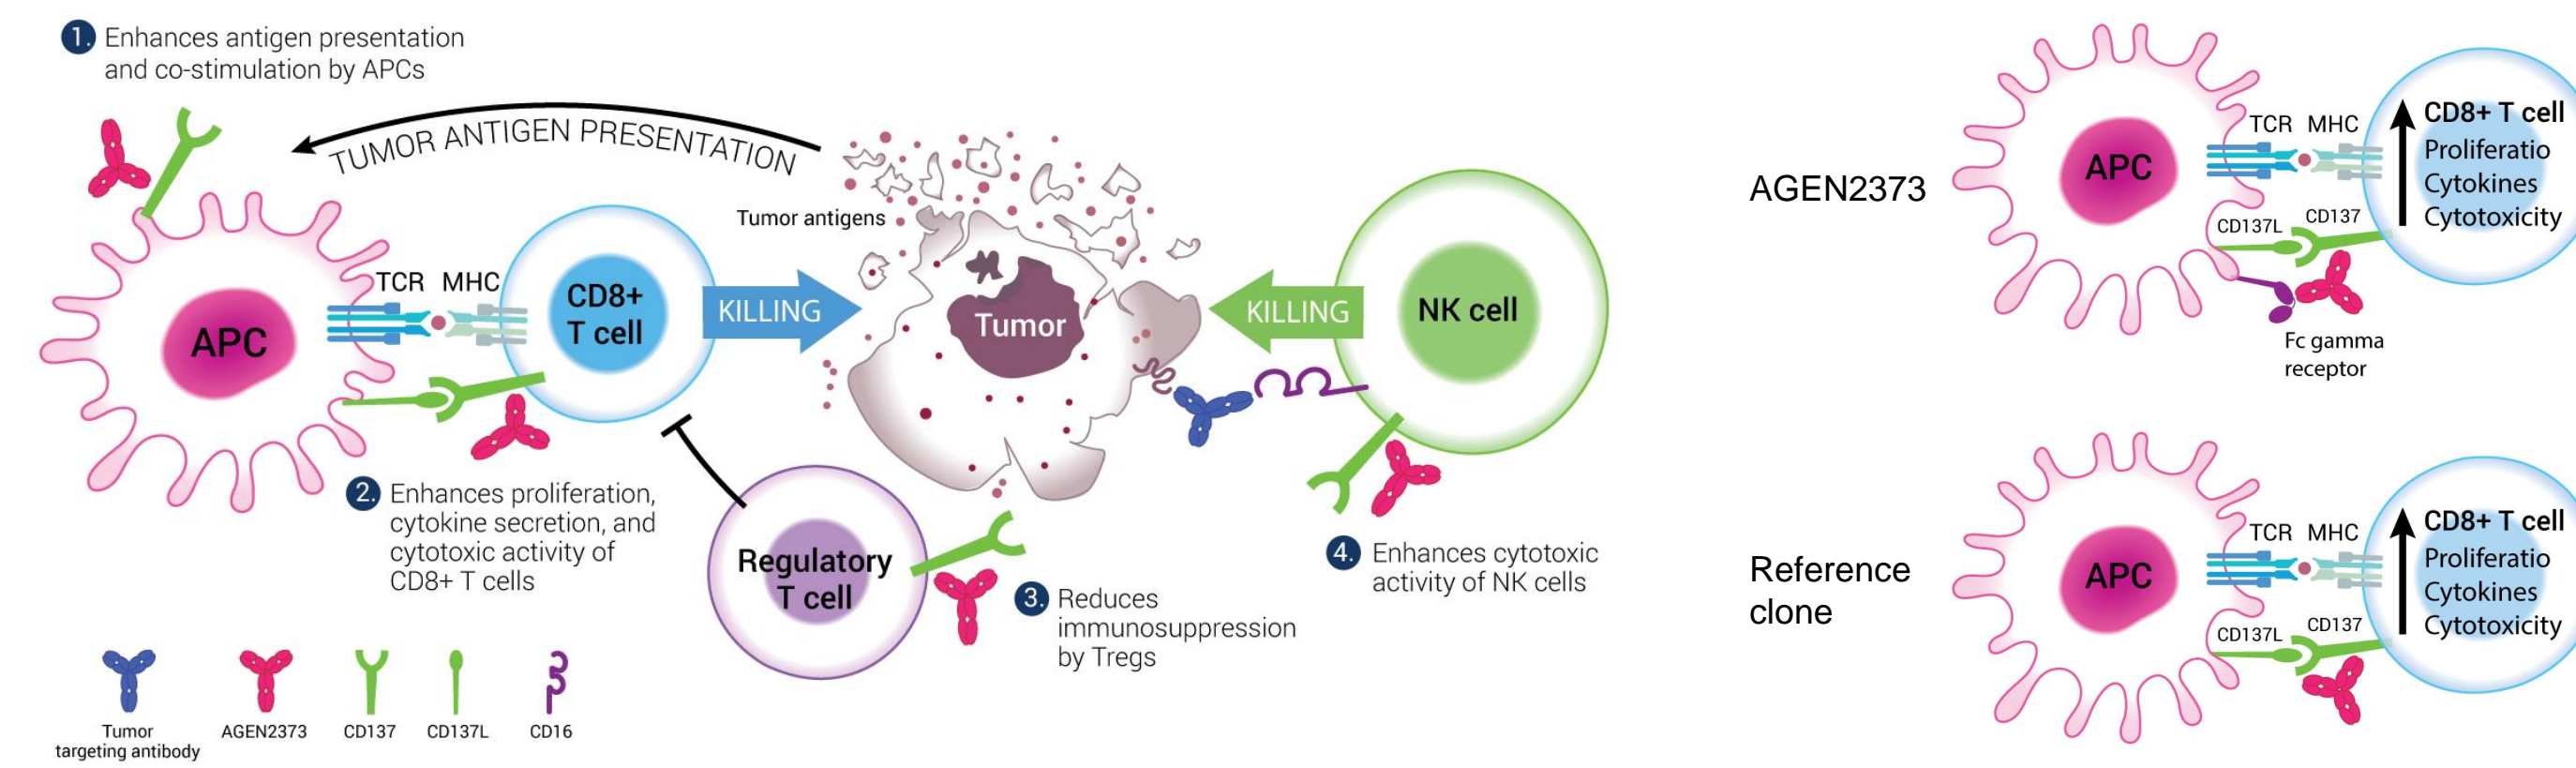 1. Enhances antigen presentation
and co-stimulation by APCs
TUMOR ANTIGEN PRESENTATION
Tumor antigens
APC
TCR MHC
CD8+
T cell
KILLING
Tumor
KILLING
NK cell
2. Enhances proliferation,
cytokine secretion, and
cytotoxic activity of
CD8+ T cells
Regulatory
T cell
3. Reduces
immunosuppression
by Tregs
4. Enhances cytotoxic
activity of NK cells
Tumor
targeting antibody
AGEN2373
CD137
CD137L
CD16
AGEN2373
APC
TCR MHC
CD137L
CD137
CD8+ T cell
Proliferatio
Cytokines
Cytotoxicity
Fc gamma
receptor
Reference
clone
APC
TCR MHC
CD137L
CD137
CD8+ T cell
Proliferatio
Cytokines
Cytotoxicity